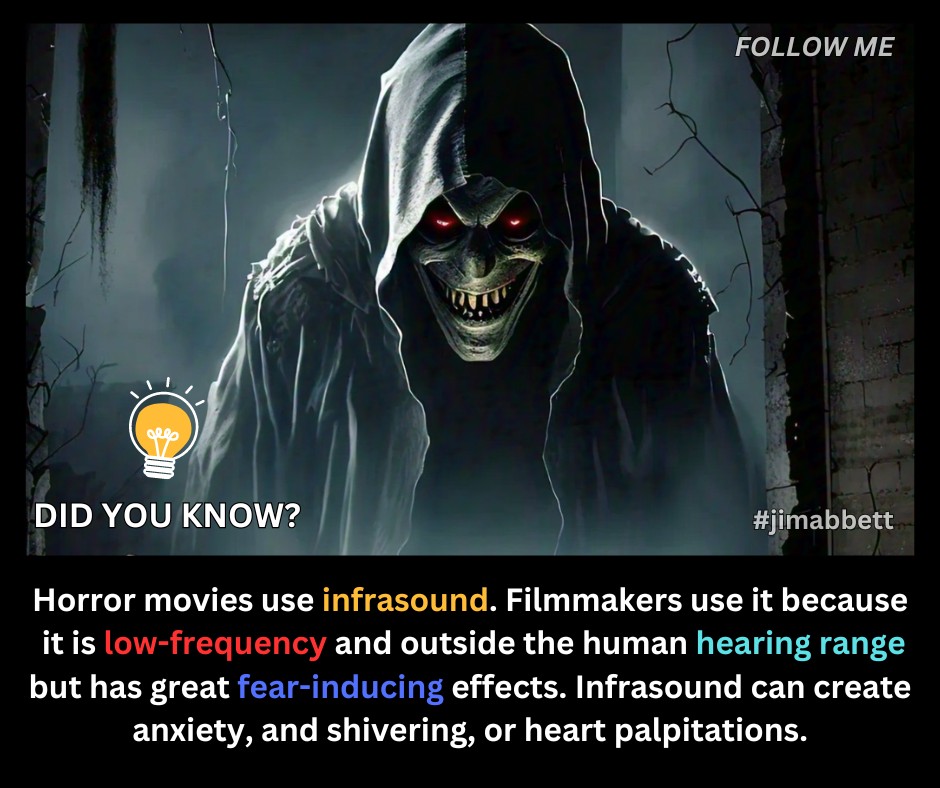 FOLLOW ME
DID YOU KNOW?
#jimabbett
Horror movies use infrasound. Filmmakers use it because
it is low-frequency and outside the human hearing range
but has great fear-inducing effects. Infrasound can create
anxiety, and shivering, or heart palpitations.